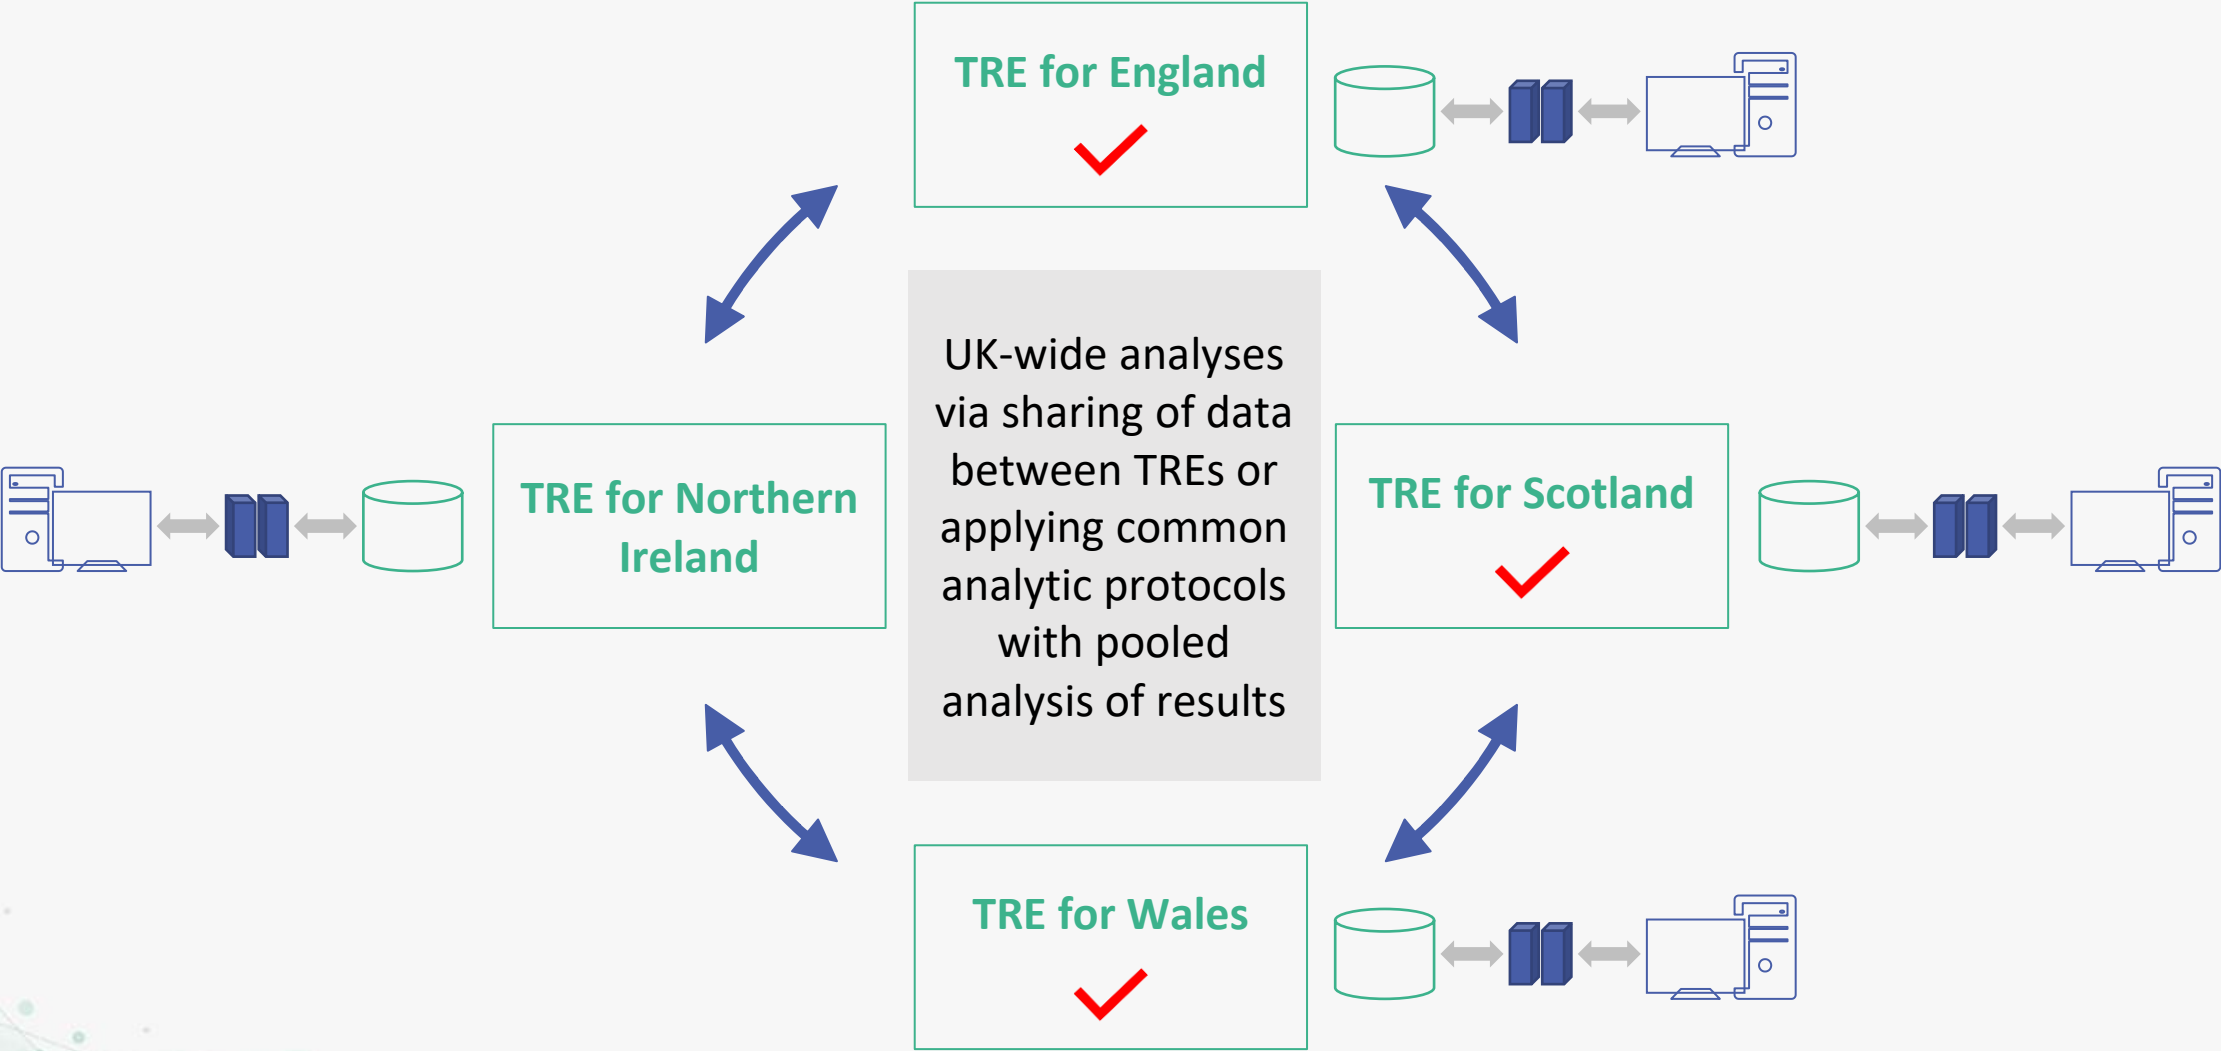 TRE for England
UK-wide analyses
via sharing of data
between TREs or
applying common
analytic protocols
with pooled
analysis of results
TRE for Northern
Ireland
TRE for Scotland
TRE for Wales